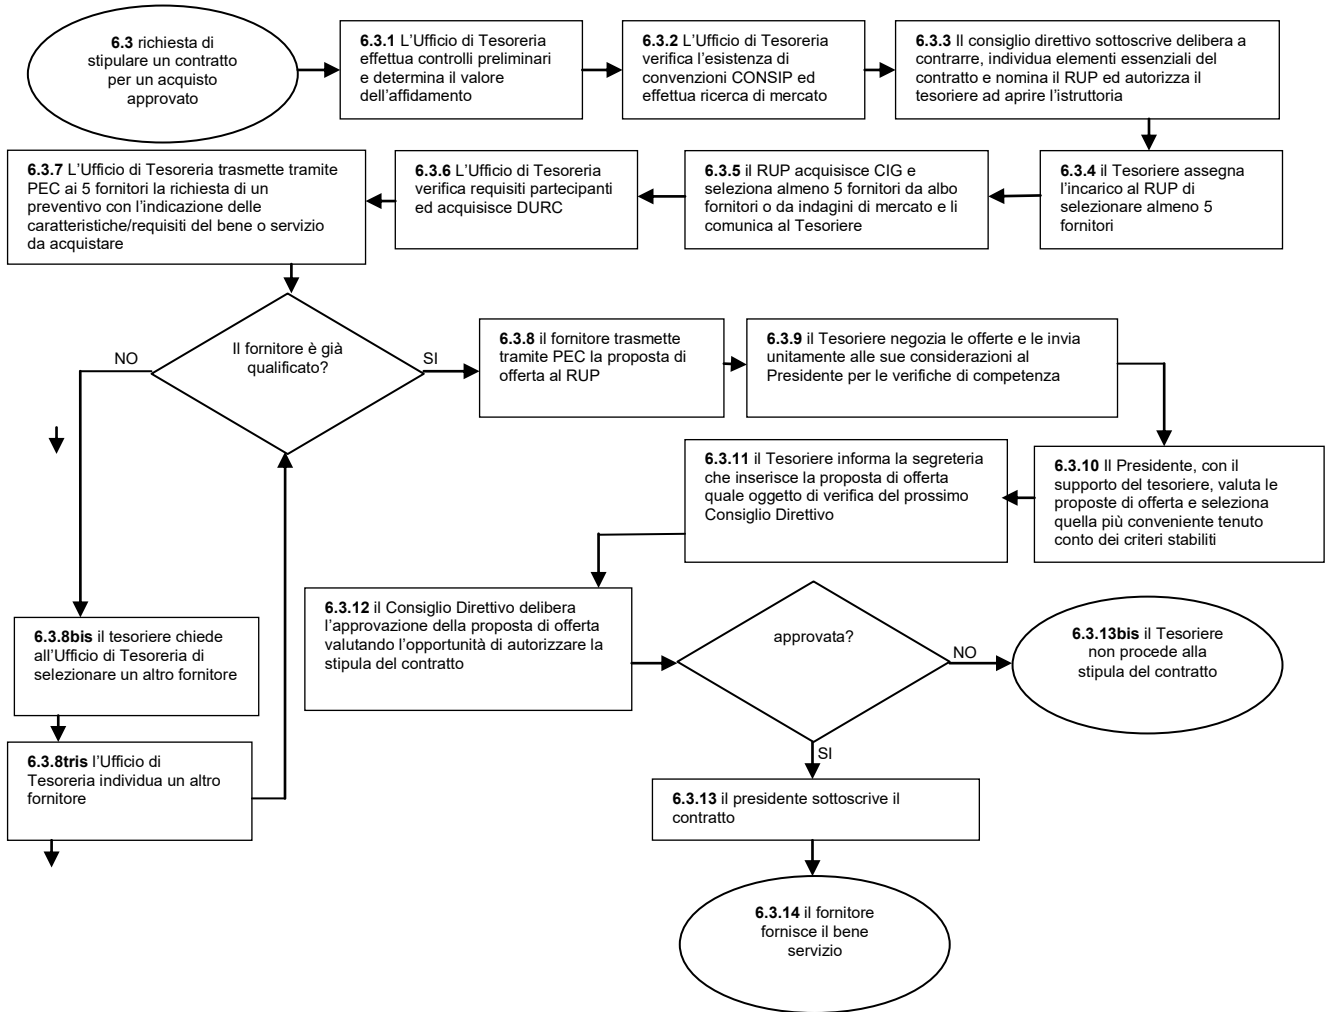 6.3 richiesta di
stipulare un contratto
per un acquisto
approvato
6.3.1 L'Ufficio di Tesoreria
effettua controlli preliminari
e determina il valore
dell'affidamento
6.3.2 L'Ufficio di Tesoreria
verifica l'esistenza di
convenzioni CONSIP ed
effettua ricerca di mercato
6.3.3 Il consiglio direttivo sottoscrive delibera a
contrarre, individua elementi essenziali del
contratto e nomina il RUP ed autorizza il
tesoriere ad aprire l'istruttoria
6.3.4 il Tesoriere assegna
l'incarico al RUP di
selezionare almeno 5
fornitori
6.3.5 il RUP acquisisce CIG e
seleziona almeno 5 fornitori da albo
fornitori o da indagini di mercato e li
comunica al Tesoriere
6.3.6 L'Ufficio di Tesoreria
verifica requisiti partecipanti
ed acquisisce DURC
6.3.7 L'Ufficio di Tesoreria trasmette tramite
PEC ai 5 fornitori la richiesta di un
preventivo con l'indicazione delle
caratteristiche/requisiti del bene o servizio
da acquistare
Il fornitore è già
qualificato?
NO
SI
6.3.8 il fornitore trasmette
tramite PEC la proposta di
offerta al RUP
6.3.9 il Tesoriere negozia le offerte e le invia
unitamente alle sue considerazioni al
Presidente per le verifiche di competenza
6.3.10 Il Presidente, con il
supporto del tesoriere, valuta le
proposte di offerta e seleziona
quella più conveniente tenuto
conto dei criteri stabiliti
6.3.11 il Tesoriere informa la segreteria
che inserisce la proposta di offerta
quale oggetto di verifica del prossimo
Consiglio Direttivo
6.3.12 il Consiglio Direttivo delibera
l'approvazione della proposta di offerta
valutando l'opportunità di autorizzare la
stipula del contratto
approvata?
NO
SI
6.3.13bis il Tesoriere
non procede alla
stipula del contratto
6.3.8bis il tesoriere chiede
all'Ufficio di Tesoreria di
selezionare un altro fornitore
6.3.8tris l'Ufficio di
Tesoreria individua un altro
fornitore
6.3.13 il presidente sottoscrive il
contratto
6.3.14 il fornitore
fornisce il bene
servizio